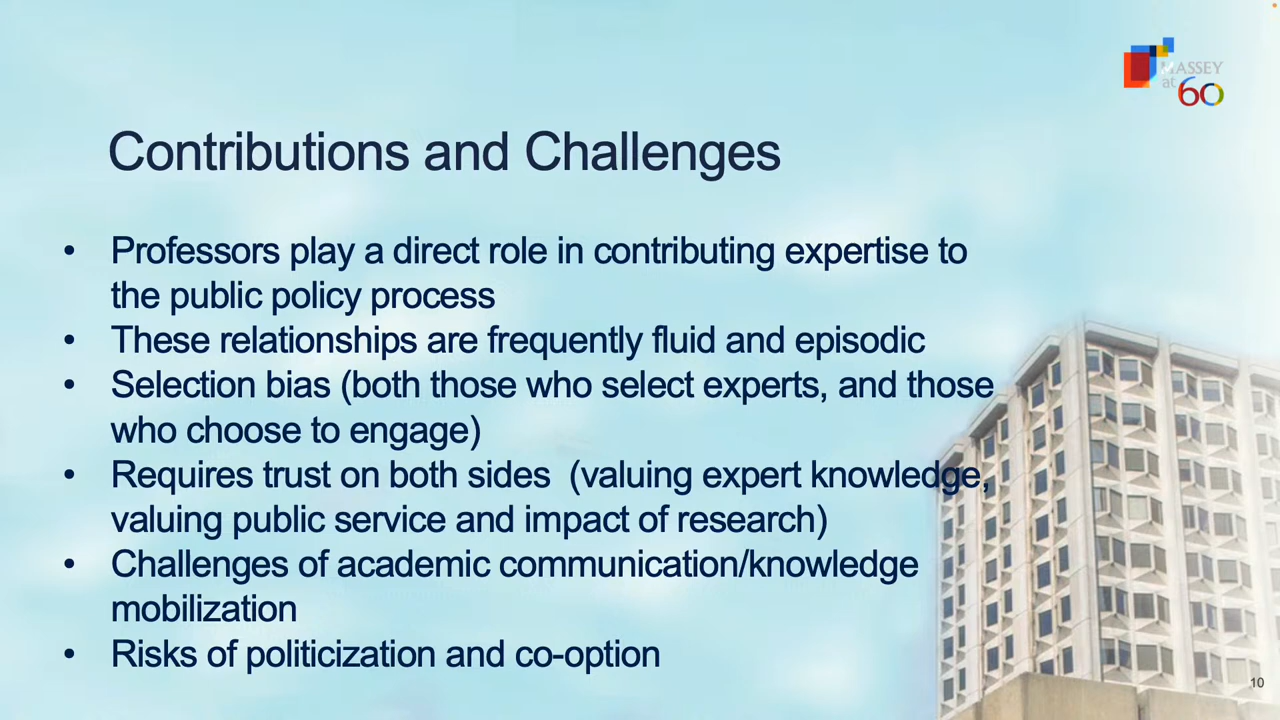 MASSEY
at 60
Contributions and Challenges
• Professors play a direct role in contributing expertise to
the public policy process
• These relationships are frequently fluid and episodic
• Selection bias (both those who select experts, and those
who choose to engage)
• Requires trust on both sides  (valuing expert knowledge,
valuing public service and impact of research)
• Challenges of academic communication/knowledge
mobilization
• Risks of politicization and co-option
10